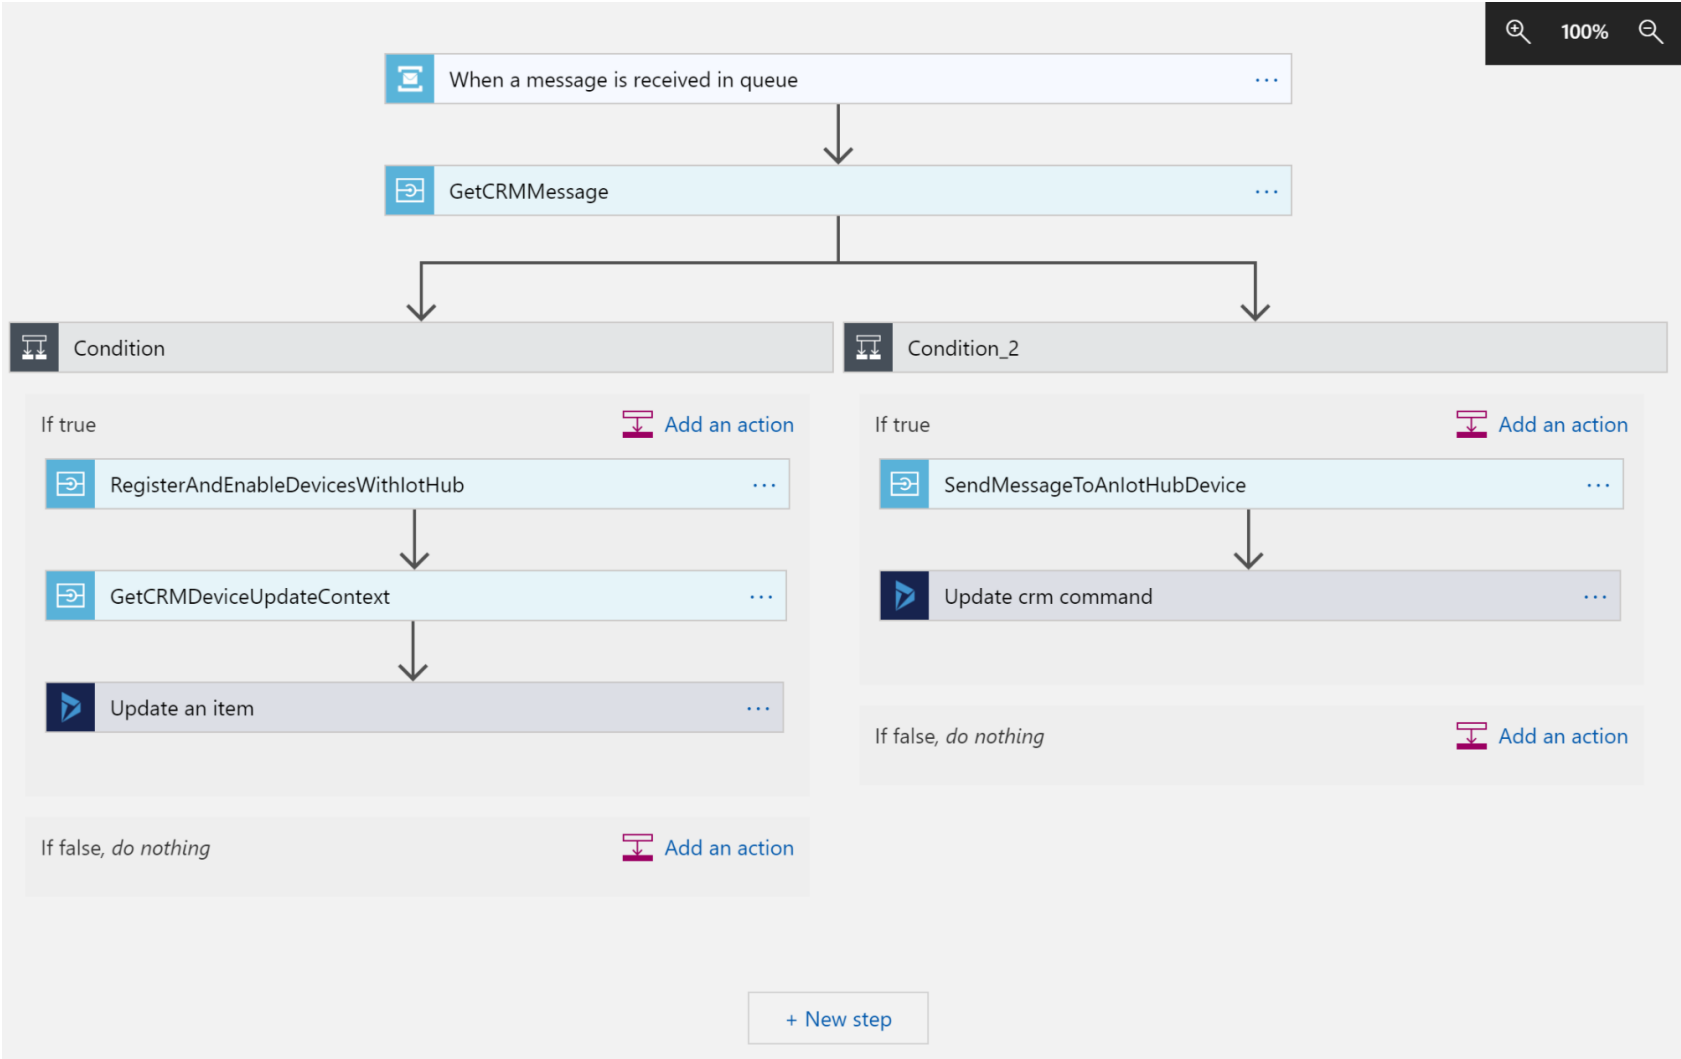 100%
When a message is received in queue
...
GetCRMMessage
...
Condition
If true
Add an action
RegisterAndEnableDevicesWithIotHub
...
GetCRMDeviceUpdateContext
...
Update an item
...
If false, do nothing
Add an action
Condition_2
If true
Add an action
SendMessageToAnIotHubDevice
...
Update crm command
...
If false, do nothing
Add an action
+ New step